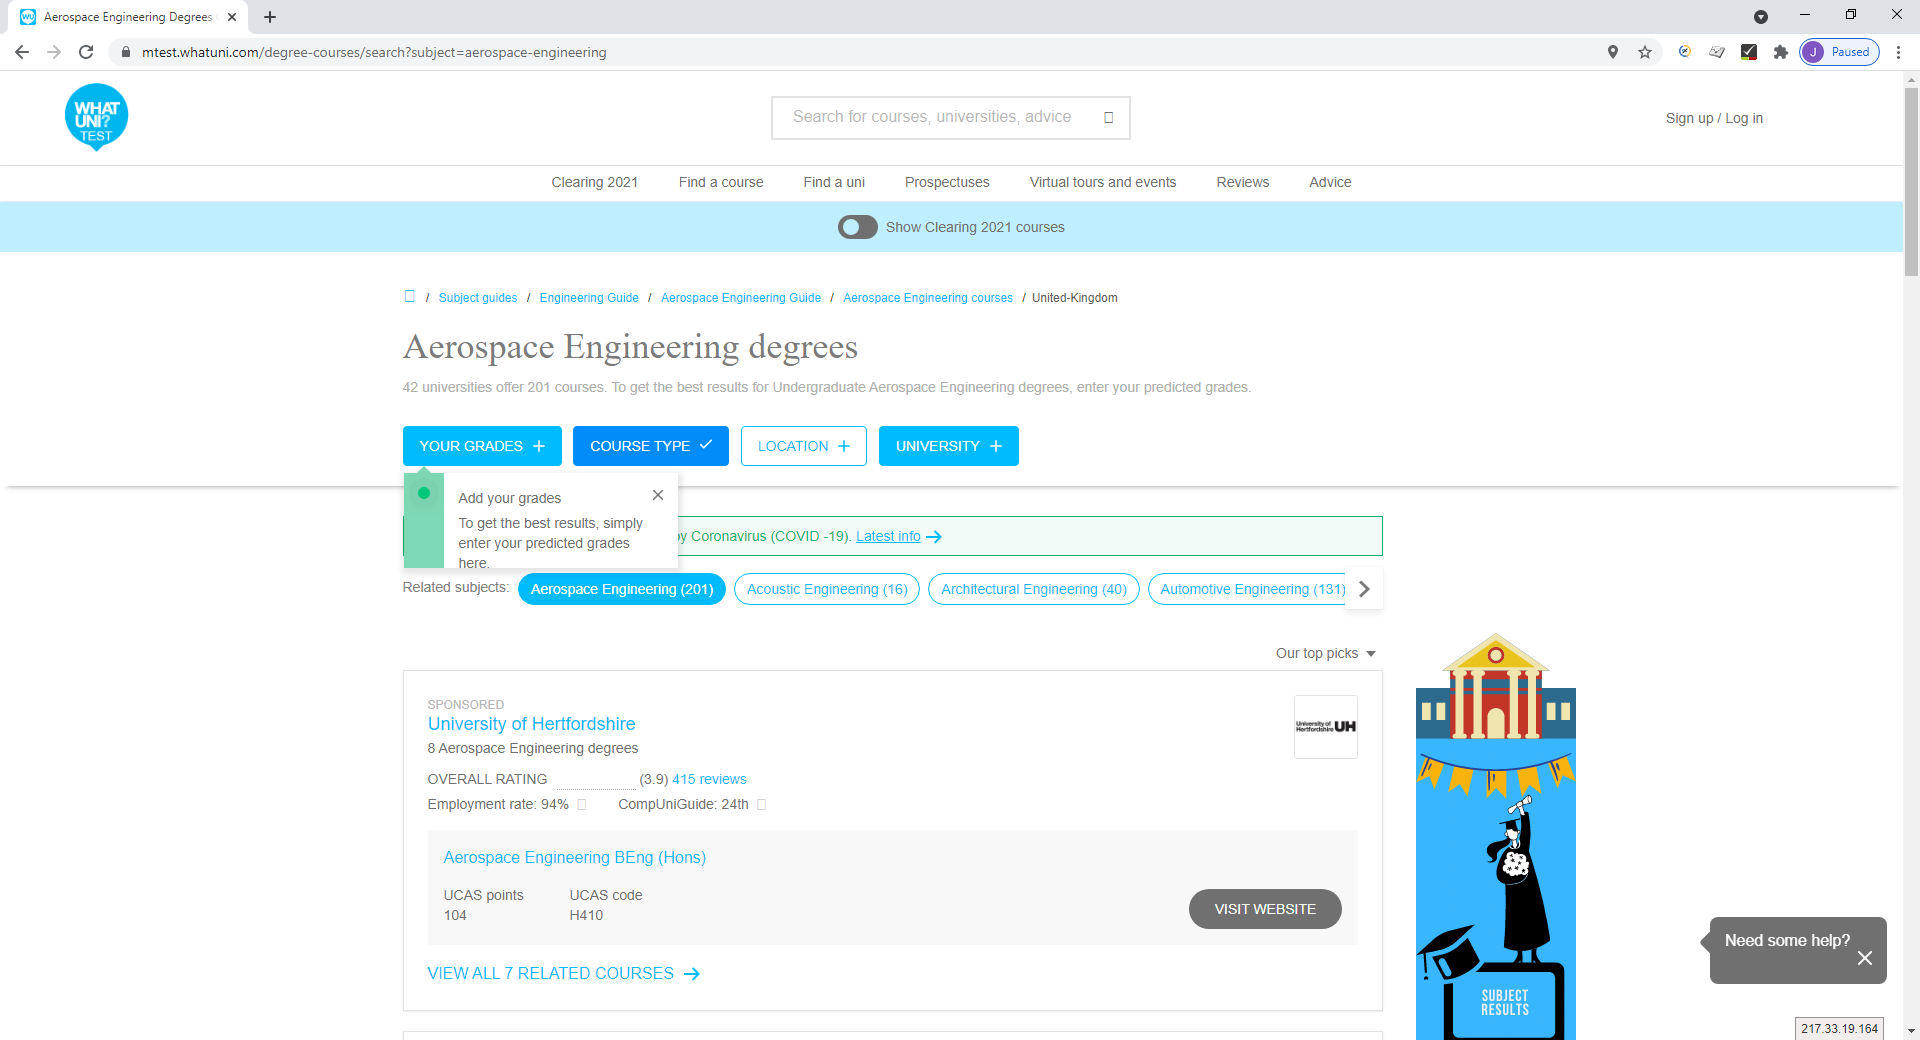 Aerospace Engineering Degrees
mtest.whatuni.com/degree-courses/search?subject=aerospace-engineering
J Paused
WHAT
UNI?
TEST
Search for courses, universities, advice
Sign up / Log in
Clearing 2021 Find a course Find a uni Prospectuses Virtual tours and events Reviews Advice
Show Clearing 2021 courses
/ Subject guides / Engineering Guide / Aerospace Engineering Guide / Aerospace Engineering courses / United-Kingdom
Aerospace Engineering degrees
42 universities offer 201 courses. To get the best results for Undergraduate Aerospace Engineering degrees, enter your predicted grades.
YOUR GRADES COURSE TYPE LOCATION UNIVERSITY
Add your grades
To get the best results, simply
enter your predicted grades
here.
by Coronavirus (COVID -19). Latest info
Related subjects: Aerospace Engineering (201) Acoustic Engineering (16) Architectural Engineering (40) Automotive Engineering (131)
Our top picks
SPONSORED
University of Hertfordshire
8 Aerospace Engineering degrees
University of
Hertfordshire UH
OVERALL RATING (3.9) 415 reviews
Employment rate: 94% CompUniGuide: 24th
Aerospace Engineering BEng (Hons)
UCAS points UCAS code
104 H410
VISIT WEBSITE
VIEW ALL 7 RELATED COURSES
SUBJECT
RESULTS
Need some help?
217.33.19.164